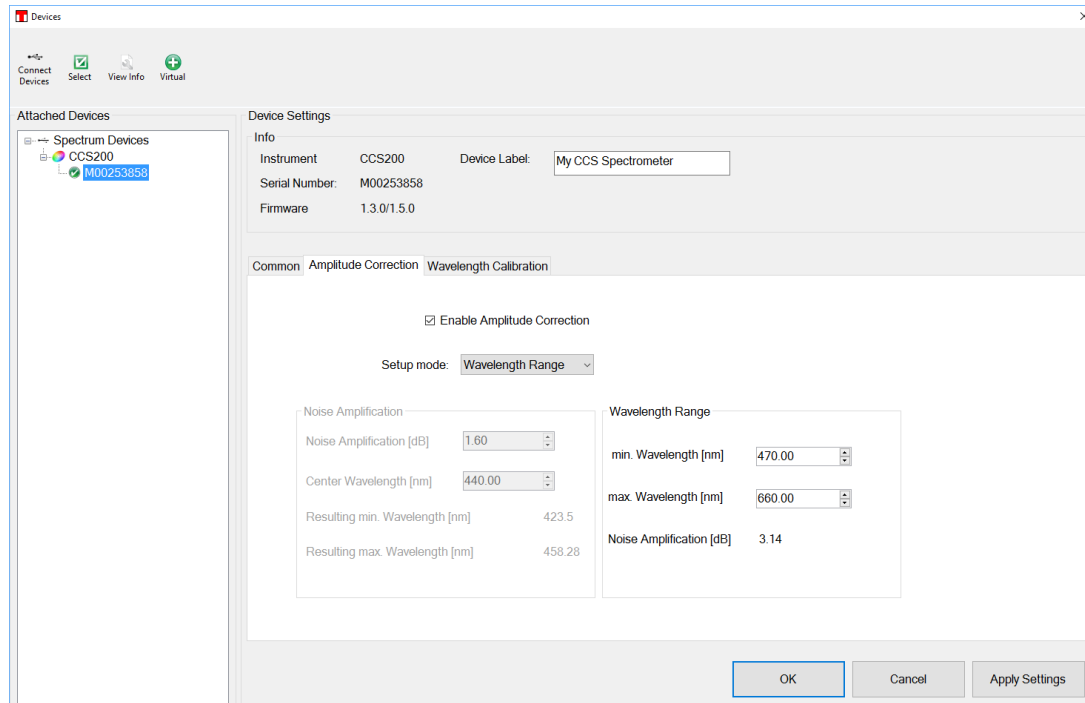 Devices
Connect Devices
Select
View Info
Virtual
Attached Devices
Spectrum Devices
CCS200
M00253858
Device Settings
Info
Instrument CCS200 Device Label: My CCS Spectrometer
Serial Number: M00253858
Firmware 1.3.0/1.5.0
Common Amplitude Correction Wavelength Calibration
Enable Amplitude Correction
Setup mode: Wavelength Range
Noise Amplification
Noise Amplification [dB] 1.60
Center Wavelength [nm] 440.00
Resulting min. Wavelength [nm] 423.5
Resulting max. Wavelength [nm] 458.28
Wavelength Range
min. Wavelength [nm] 470.00
max. Wavelength [nm] 660.00
Noise Amplification [dB] 3.14
OK Cancel Apply Settings